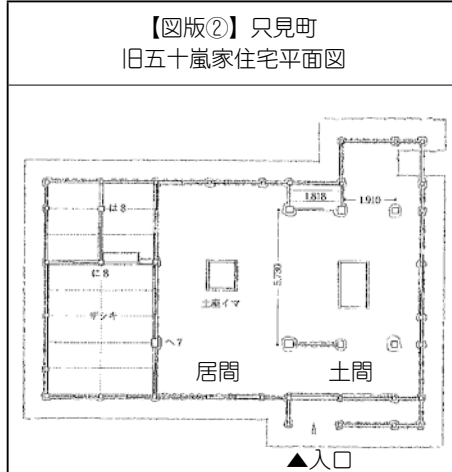 【図版②】只見町
旧五十嵐家住宅平面図
1.818
1.910
は8
に8
5.730
土座イマ
ザシキ
へ7
居間
土間
▲入口